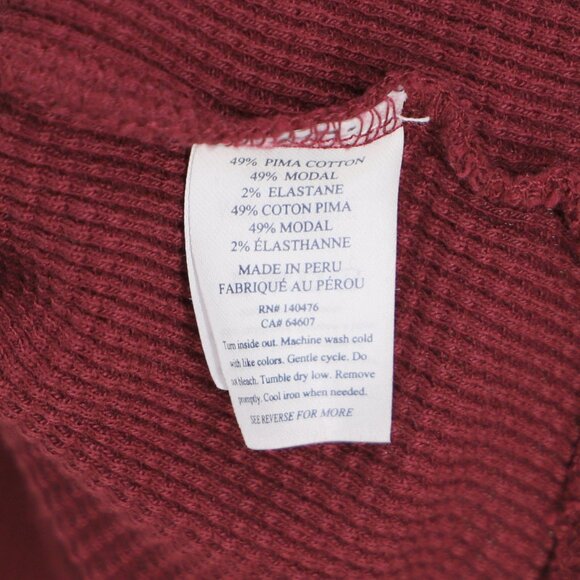 49% PIMA COTTON
49% MODAL
2% ELASTANE
49% COTON PIMA
49% MODAL
2% ÉLASTHANNE
MADE IN PERU
FABRIQUÉ AU PÉROU
RN# 140476
CA# 64607
Turn inside out. Machine wash cold
with like colors. Gentle cycle. Do
not bleach. Tumble dry low. Remove
promptly. Cool iron when needed.
SEE REVERSE FOR MORE